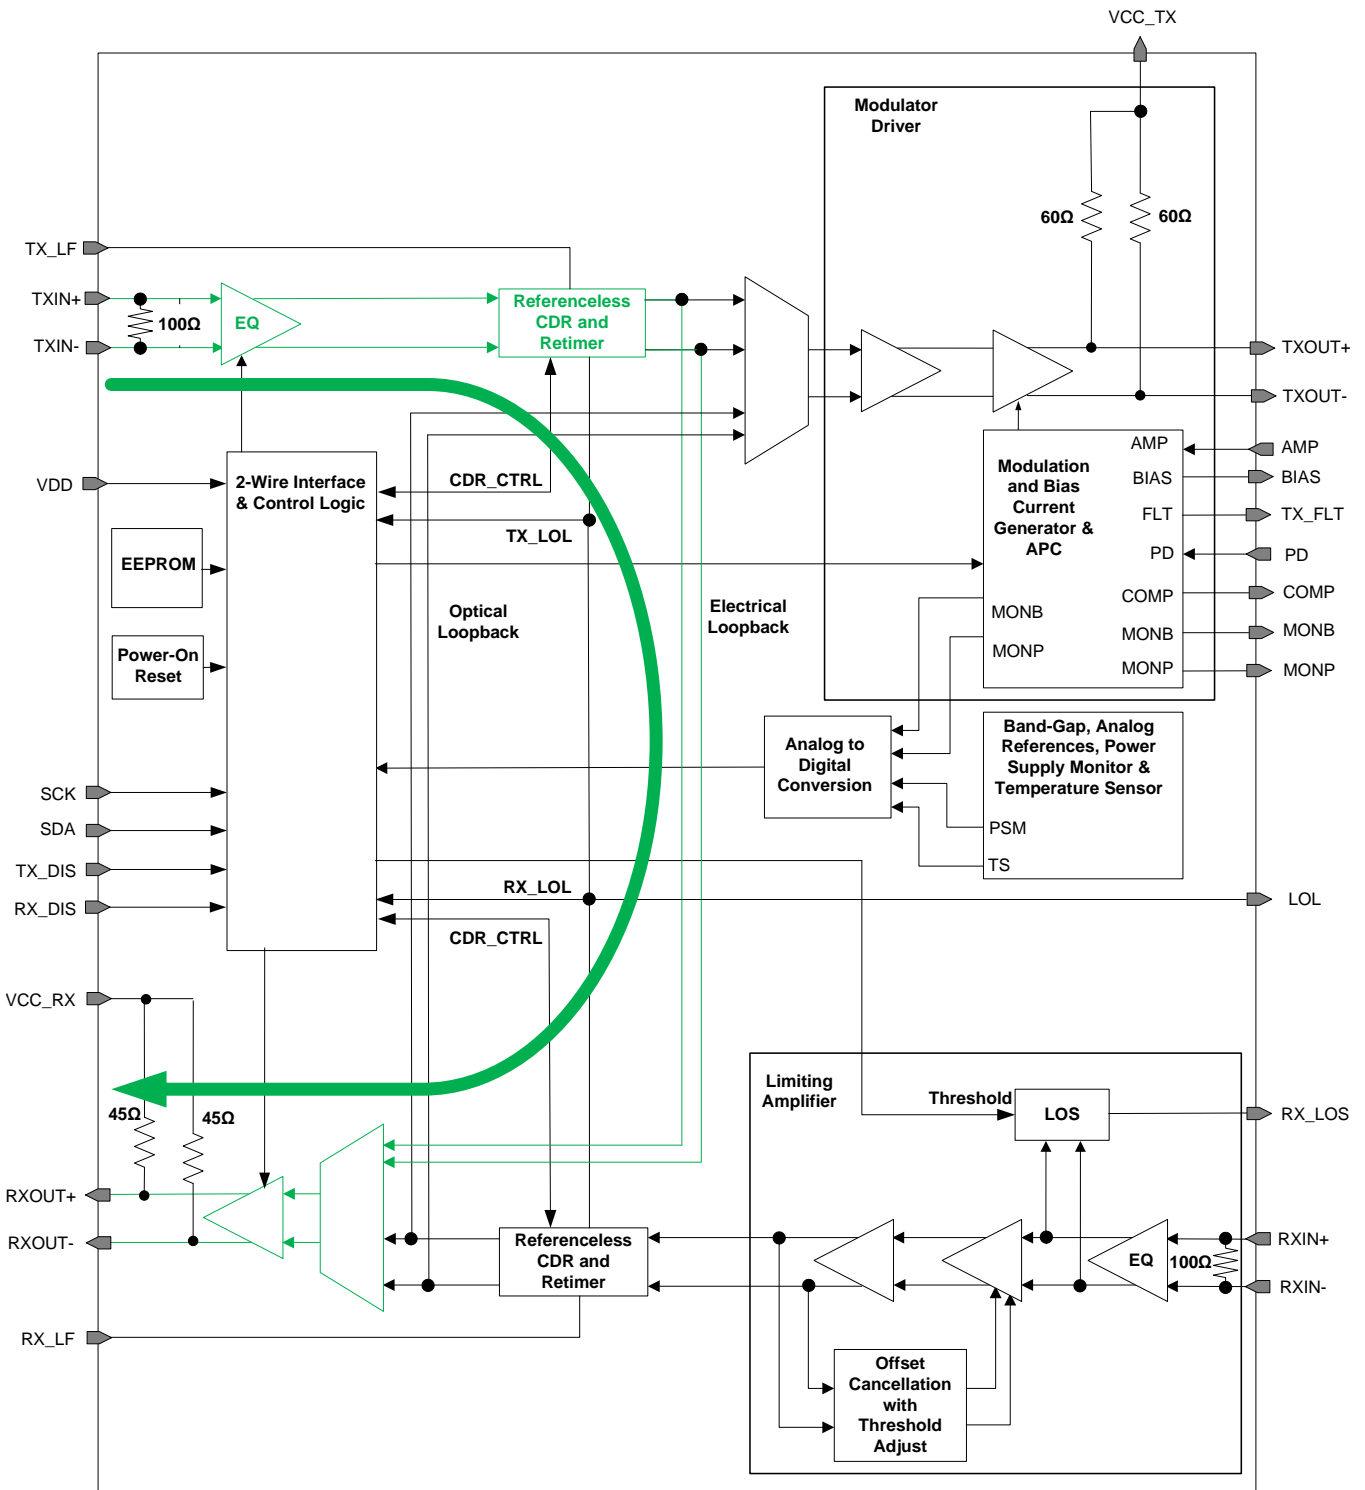 VCC_TX
Modulator
Driver
60Ω
60Ω
TX_LF
TXIN+
100Ω
TXIN-
EQ
Referenceless
CDR and
Retimer
TXOUT+
TXOUT-
VDD
2-Wire Interface
& Control Logic
CDR_CTRL
TX_LOL
Modulation
and Bias
Current
Generator &
APC
AMP
BIAS
FLT
PD
COMP
MONB
MONP
MONB
MONP
AMP
BIAS
TX_FLT
PD
COMP
MONB
MONP
EEPROM
Power-On
Reset
Optical
Loopback
Electrical
Loopback
Analog to
Digital
Conversion
Band-Gap, Analog
References, Power
Supply Monitor &
Temperature Sensor
PSM
TS
SCK
SDA
TX_DIS
RX_DIS
RX_LOL
CDR_CTRL
LOL
VCC_RX
45Ω
45Ω
Limiting
Amplifier
Threshold
LOS
RX_LOS
RXOUT+
RXOUT-
Referenceless
CDR and
Retimer
EQ
100Ω
RXIN+
RXIN-
RX_LF
Offset
Cancellation
with
Threshold
Adjust